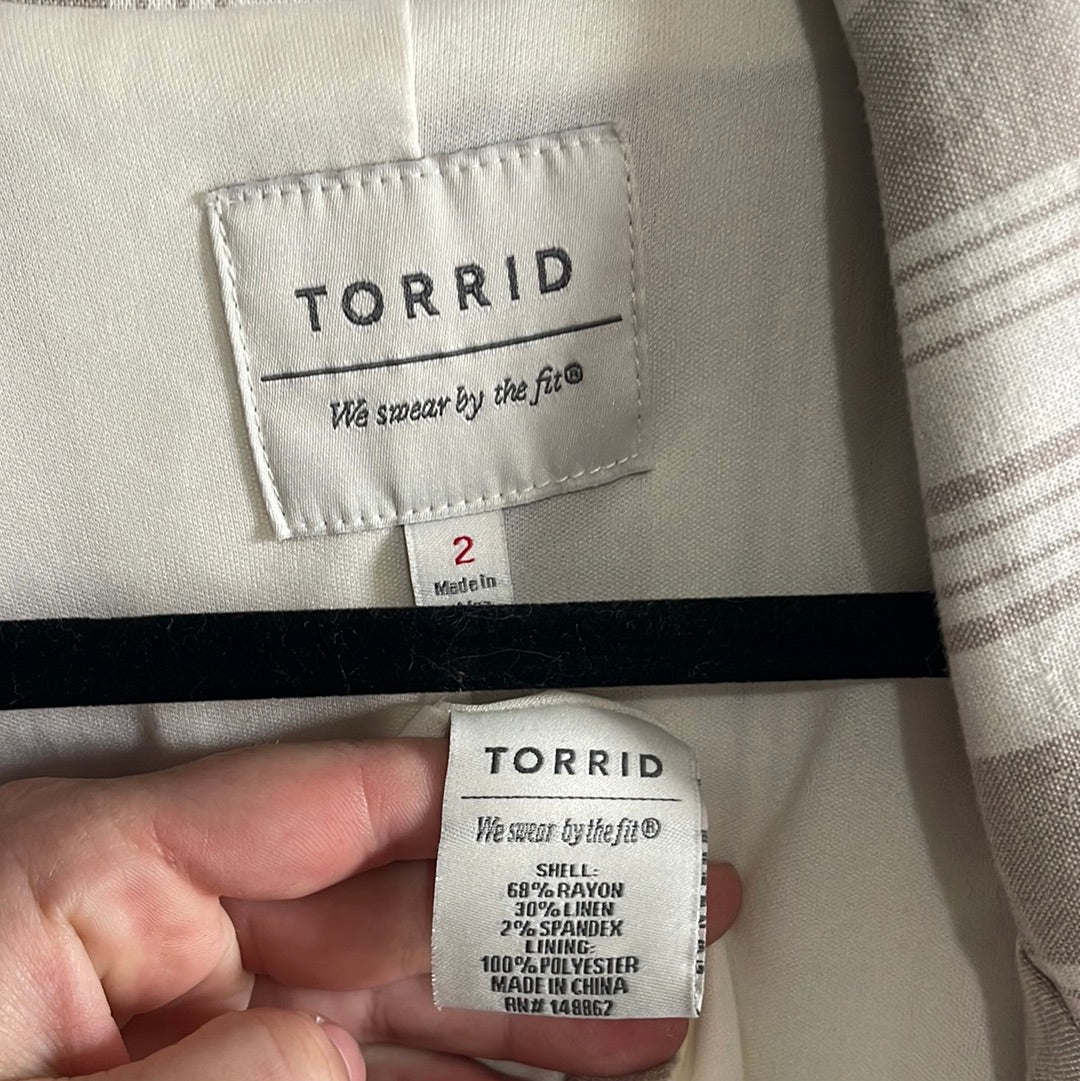 TORRID
We swear by the fit®
2
Made in
TORRID
We swear by the fit®
SHELL:
68% RAYON
30% LINEN
2% SPANDEX
LINING:
100% POLYESTER
MADE IN CHINA
RN# 148862